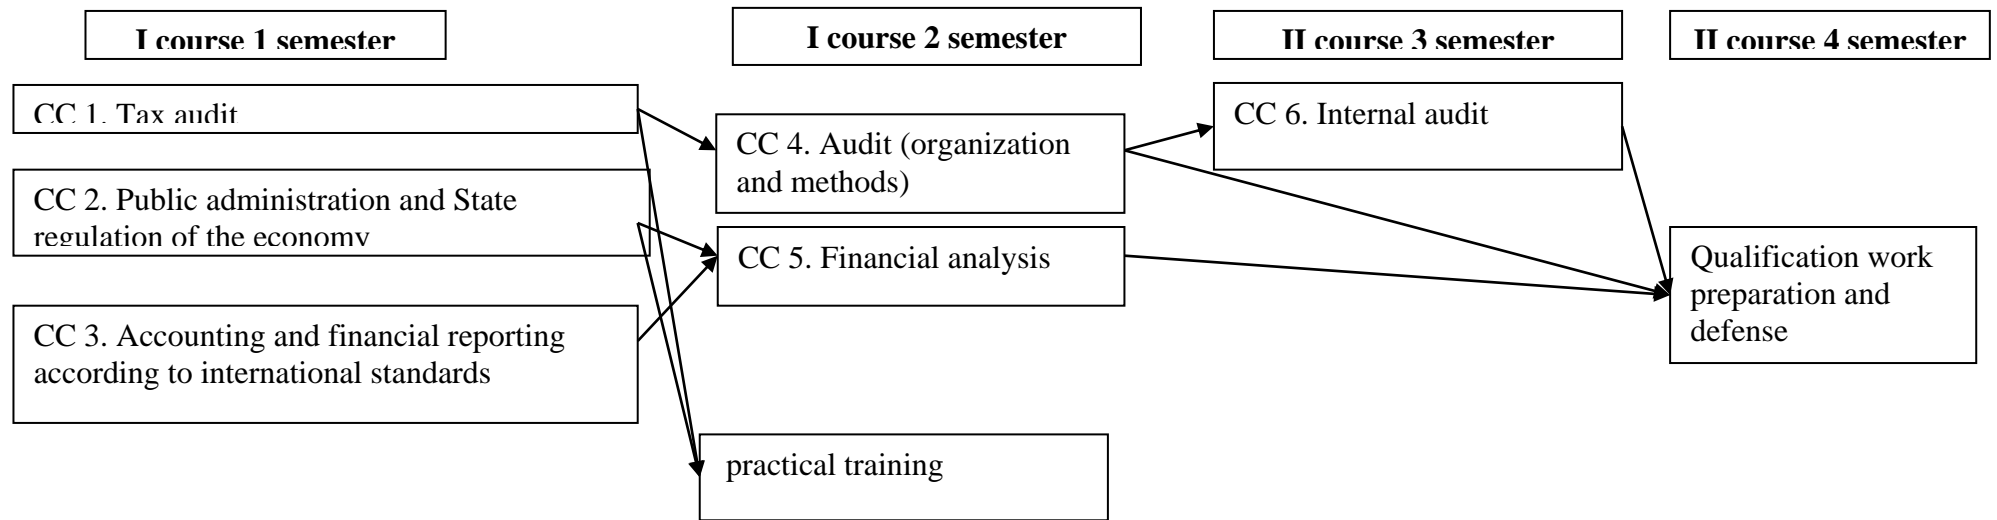 I course 1 semester
I course 2 semester
II course 3 semester
II course 4 semester
CC 1. Tax audit
CC 2. Public administration and State
regulation of the economy
CC 3. Accounting and financial reporting
according to international standards
CC 4. Audit (organization
and methods)
CC 5. Financial analysis
practical training
CC 6. Internal audit
Qualification work
preparation and
defense